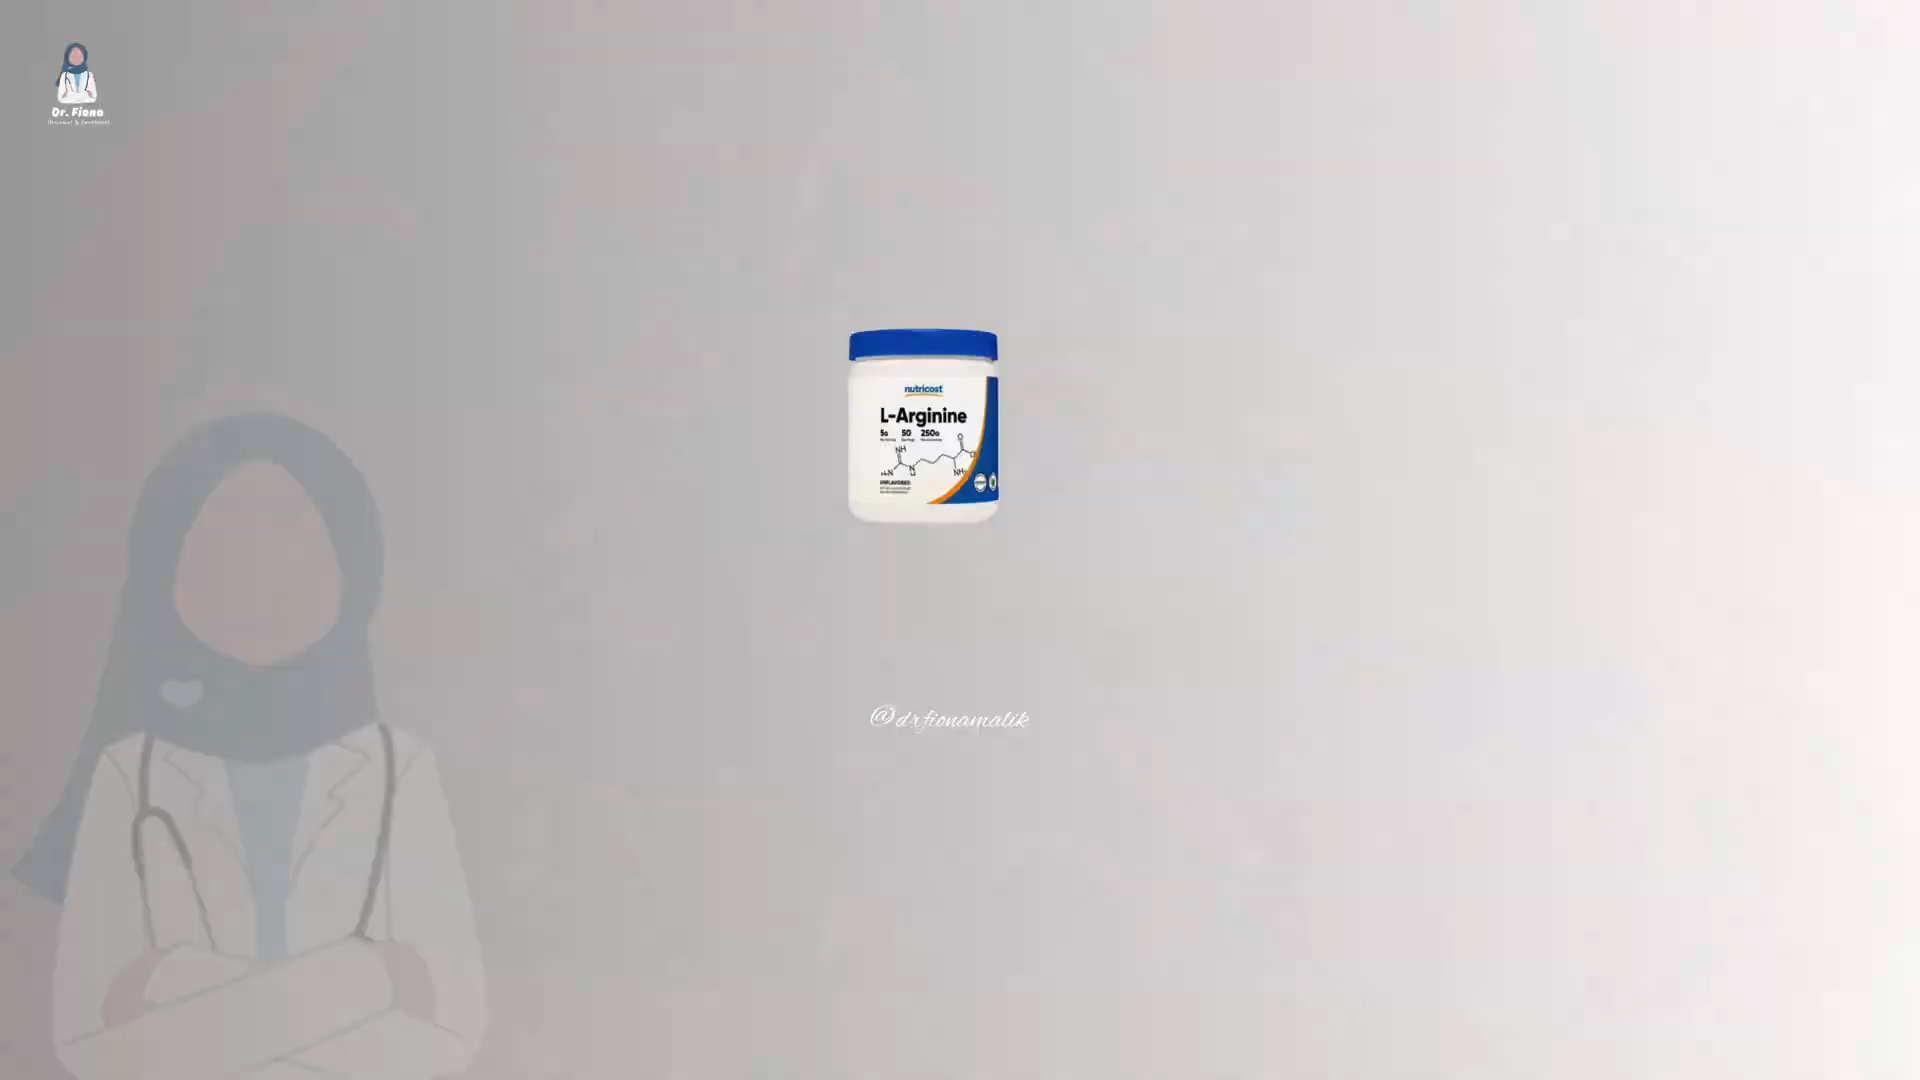 Dr. Fiona
nutricost
L-Arginine
5g 50 250g
NH
O
H₂N
N
H
NH₂
UNFLAVORED
@drfionamalik